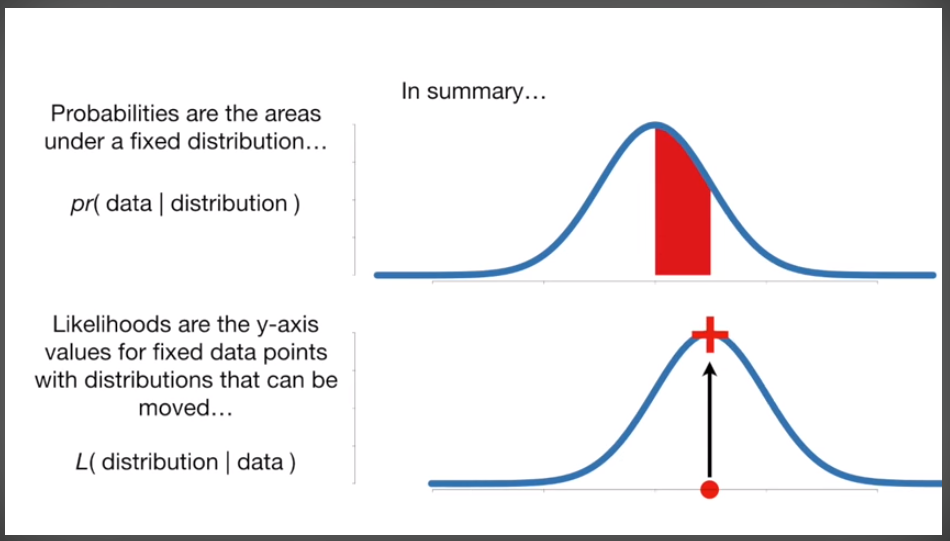 In summary…
Probabilities are the areas
under a fixed distribution…
pr( data | distribution )
Likelihoods are the y-axis
values for fixed data points
with distributions that can be
moved…
L( distribution | data )